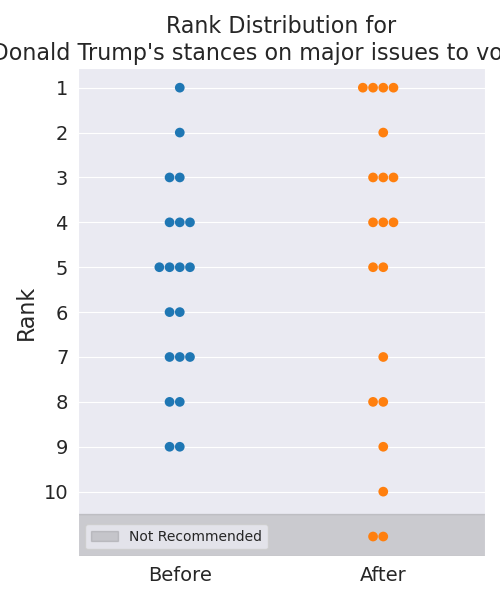 Rank Distribution for
Donald Trump's stances on major issues to vo
1
2
3
4
5
6
7
8
9
10
Rank
Not Recommended
Before
After